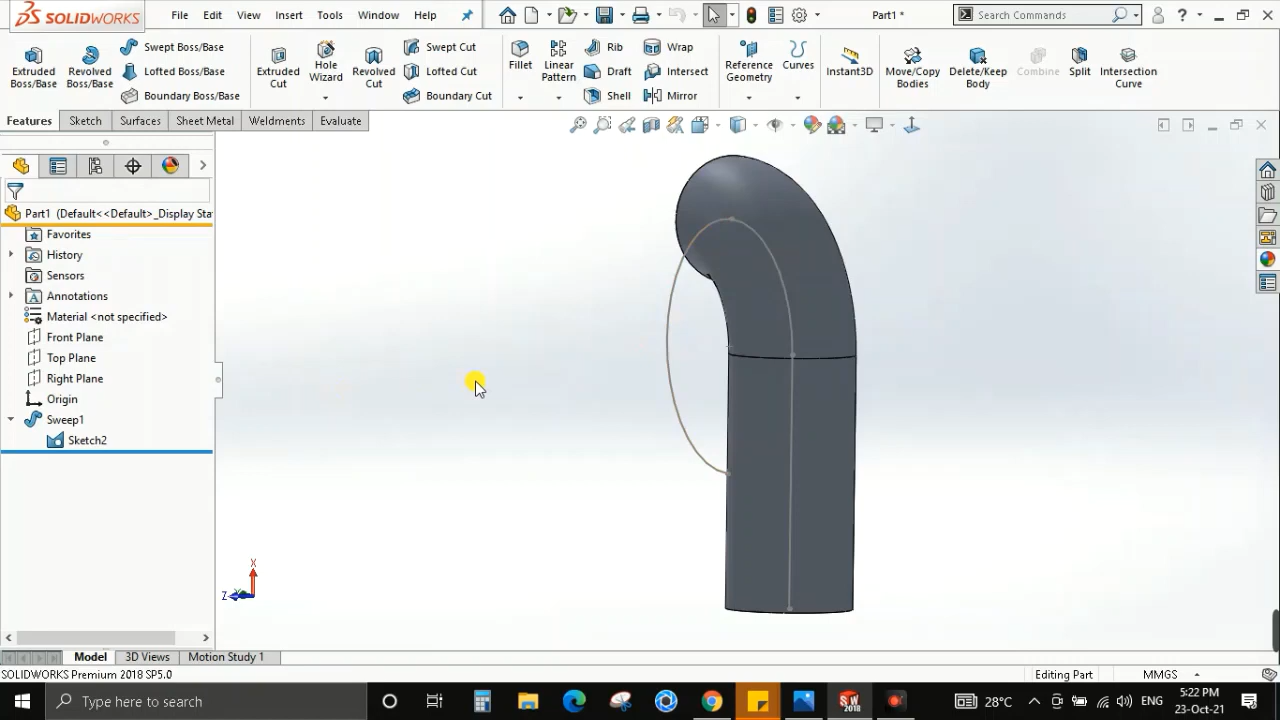 SOLIDWORKS
File Edit View Insert Tools Window Help
Part1 *
Search Commands
Extruded Boss/Base
Revolved Boss/Base
Swept Boss/Base
Lofted Boss/Base
Boundary Boss/Base
Extruded Cut
Hole Wizard
Revolved Cut
Swept Cut
Lofted Cut
Boundary Cut
Fillet
Linear Pattern
Rib
Draft
Shell
Wrap
Intersect
Mirror
Reference Geometry
Curves
Instant3D
Move/Copy Bodies
Delete/Keep Body
Combine
Split
Intersection Curve
Features Sketch Surfaces Sheet Metal Weldments Evaluate
Part1 (Default<<Default>_Display Sta
Favorites
History
Sensors
Annotations
Material <not specified>
Front Plane
Top Plane
Right Plane
Origin
Sweep1
Sketch2
X
Z
Model 3D Views Motion Study 1
SOLIDWORKS Premium 2018 SP5.0
Editing Part
MMGS
Type here to search
SW
2018
28°C
ENG
5:22 PM
23-Oct-21